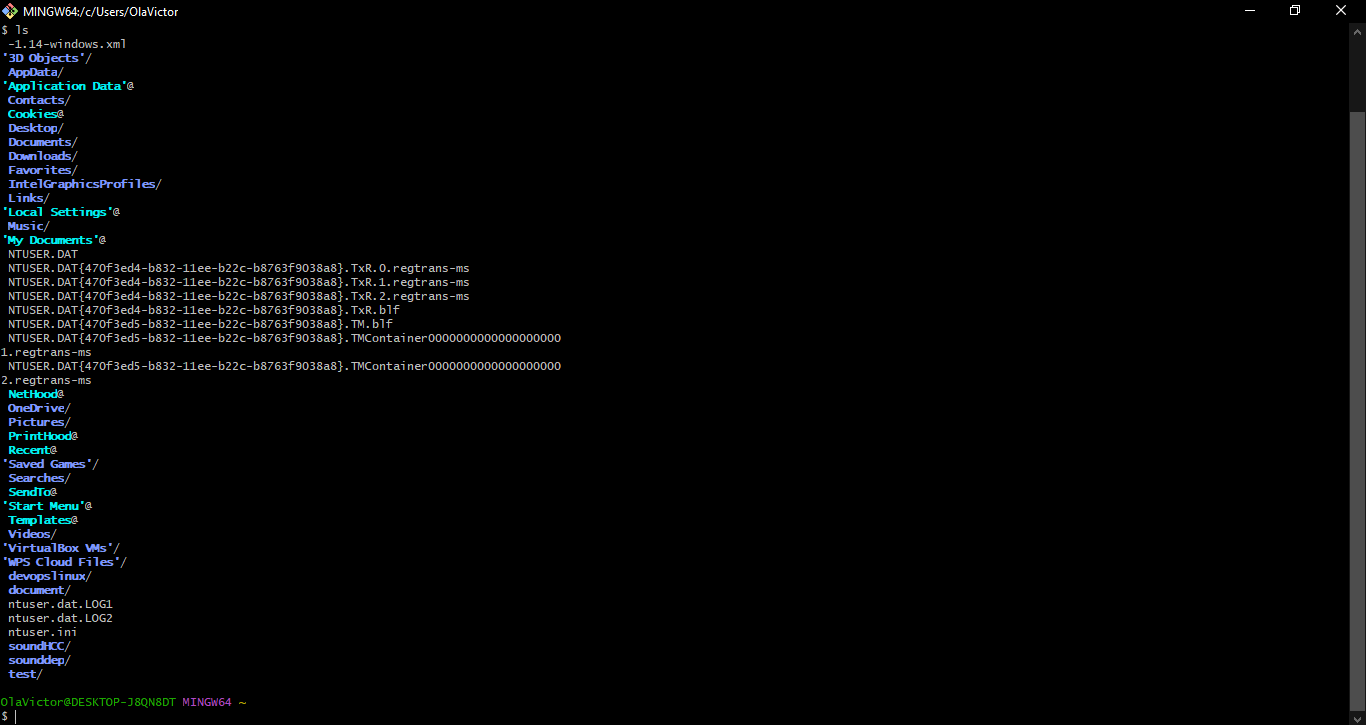 MINGW64:/c/Users/OlaVictor
$ ls
-1.14-windows.xml
'3D Objects'/
AppData/
'Application Data'@
Contacts/
Cookies@
Desktop/
Documents/
Downloads/
Favorites/
IntelGraphicsProfiles/
Links/
'Local Settings'@
Music/
'My Documents'@
NTUSER.DAT
NTUSER.DAT{470f3ed4-b832-11ee-b22c-b8763f9038a8}.TxR.0.regtrans-ms
NTUSER.DAT{470f3ed4-b832-11ee-b22c-b8763f9038a8}.TxR.1.regtrans-ms
NTUSER.DAT{470f3ed4-b832-11ee-b22c-b8763f9038a8}.TxR.2.regtrans-ms
NTUSER.DAT{470f3ed4-b832-11ee-b22c-b8763f9038a8}.TxR.blf
NTUSER.DAT{470f3ed5-b832-11ee-b22c-b8763f9038a8}.TM.blf
NTUSER.DAT{470f3ed5-b832-11ee-b22c-b8763f9038a8}.TMContainer0000000000000000000
1.regtrans-ms
NTUSER.DAT{470f3ed5-b832-11ee-b22c-b8763f9038a8}.TMContainer0000000000000000000
2.regtrans-ms
NetHood@
OneDrive/
Pictures/
PrintHood@
Recent@
'Saved Games'/
Searches/
SendTo@
'Start Menu'@
Templates@
Videos/
'VirtualBox VMs'/
'WPS Cloud Files'/
devopslinux/
document/
ntuser.dat.LOG1
ntuser.dat.LOG2
ntuser.ini
soundHCC/
sounddep/
test/
OlaVictor@DESKTOP-J8QN8DT MINGW64 ~
$